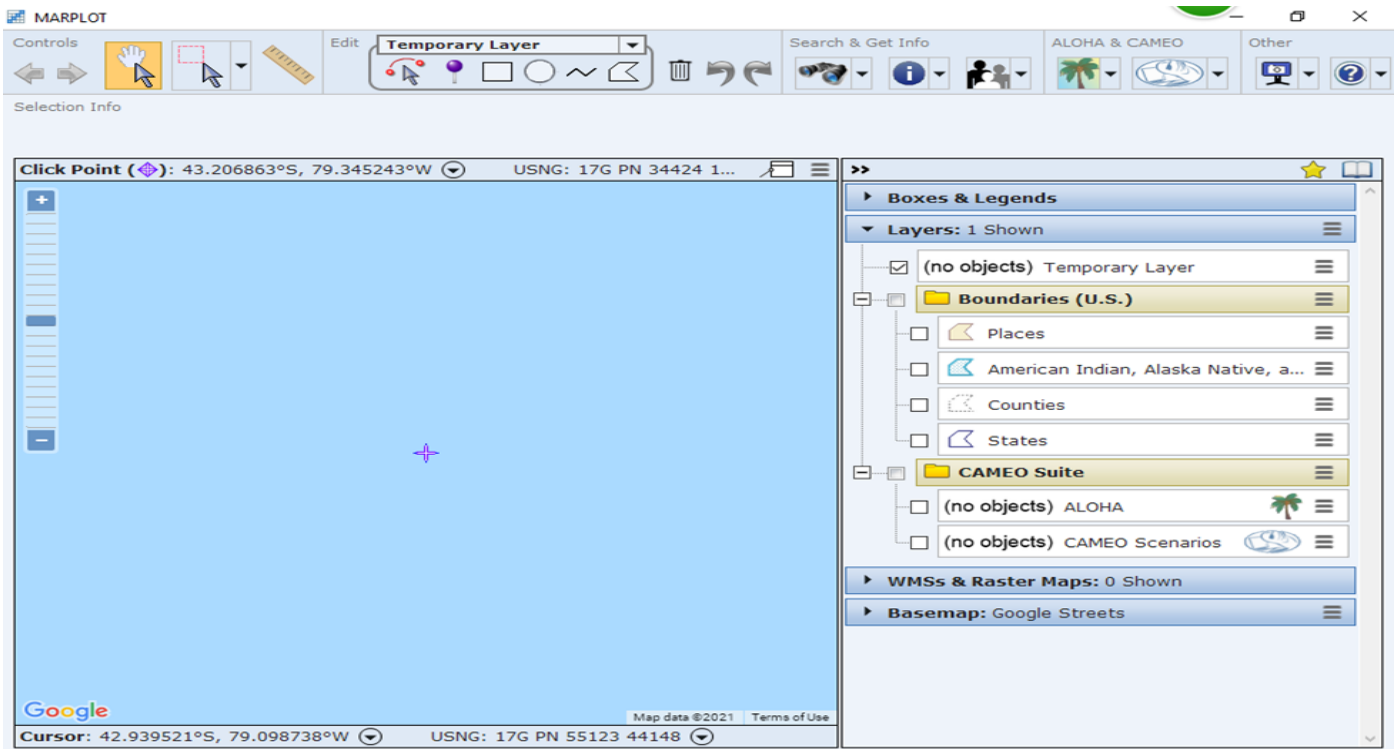 MARPLOT
Controls
Edit
Temporary Layer
Search & Get Info
ALOHA & CAMEO
Other
Selection Info
Click Point ( ): 43.206863°S, 79.345243°W
USNG: 17G PN 34424 1...
Boxes & Legends
Layers: 1 Shown
(no objects) Temporary Layer
Boundaries (U.S.)
Places
American Indian, Alaska Native, a...
Counties
States
CAMEO Suite
(no objects) ALOHA
(no objects) CAMEO Scenarios
WMSs & Raster Maps: 0 Shown
Basemap: Google Streets
Google
Map data ©2021 Terms of Use
Cursor: 42.939521°S, 79.098738°W
USNG: 17G PN 55123 44148